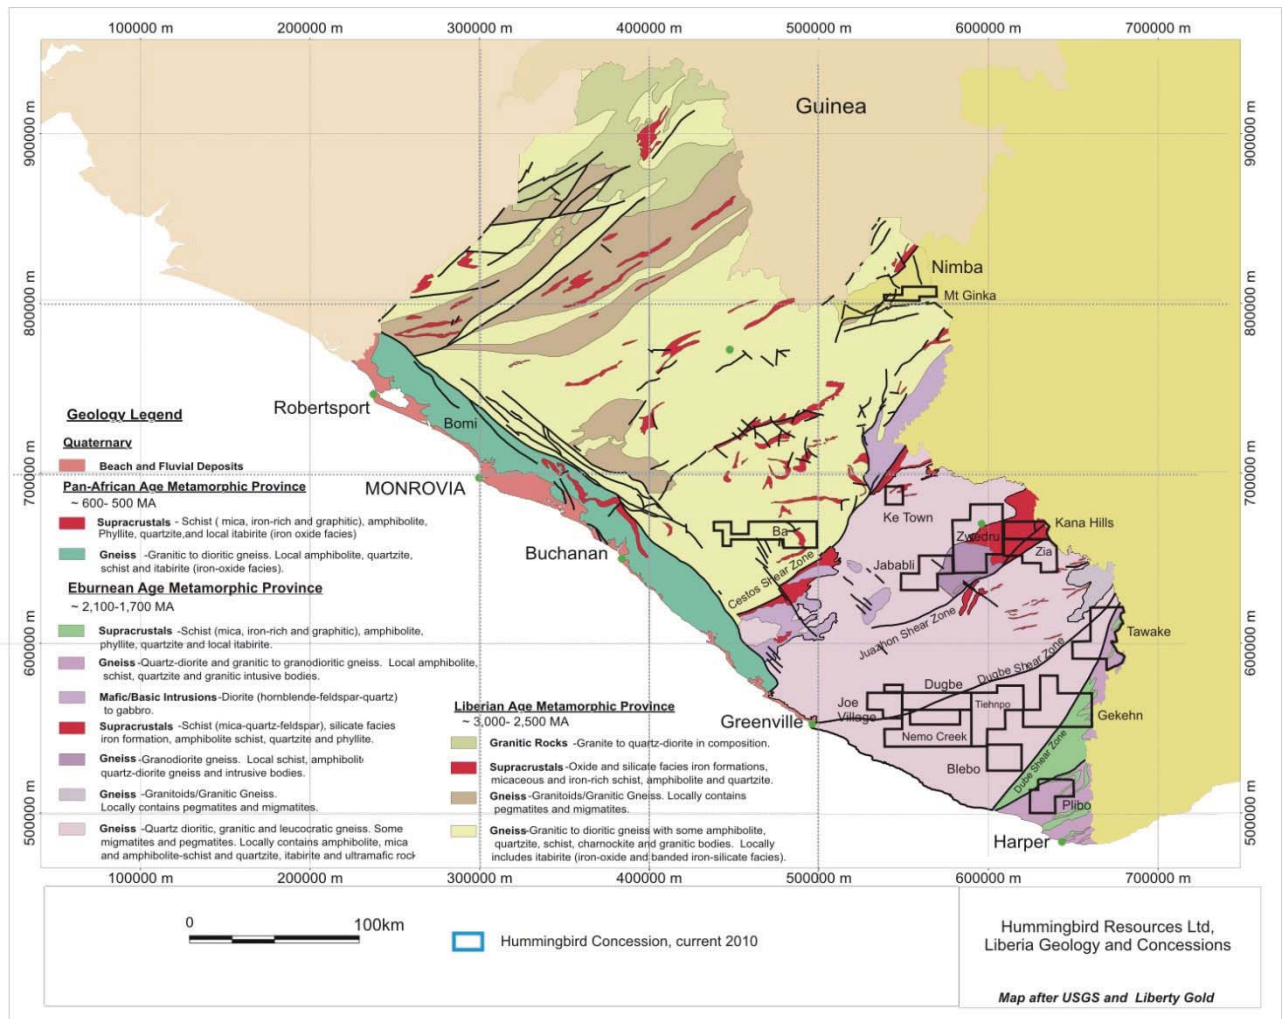 100000 m 200000 m 300000 m 400000 m 500000 m 600000 m 700000 m
900000 m
900000 m
Guinea
Nimba
Mt Ginka
800000 m
800000 m
Robertsport
Bomi
MONROVIA
700000 m
700000 m
Ke Town
Kana Hills
Ba
Zwedru
Zia
Buchanan
Jababli
Cestos Shear Zone
Juazhon Shear Zone
Tawake
600000 m
600000 m
Dugbe Shear Zone
Dugbe
Joe
Village
Tiehnpo
Gekehn
Greenville
Nemo Creek
Blebo
Dube Shear Zone
Plibo
500000 m
500000 m
Harper
Geology Legend
Quaternary
Beach and Fluvial Deposits
Pan-African Age Metamorphic Province
~ 600- 500 MA
Supracrustals - Schist ( mica, iron-rich and graphitic), amphibolite,
Phyllite, quartzite,and local itabirite (iron oxide facies)
Gneiss -Granitic to dioritic gneiss. Local amphibolite, quartzite,
schist and itabirite (iron-oxide facies).
Eburnean Age Metamorphic Province
~ 2,100-1,700 MA
Supracrustals -Schist (mica, iron-rich and graphitic), amphibolite,
phyllite, quartzite and local itabirite.
Gneiss-Quartz-diorite and granitic to granodioritic gneiss. Local amphibolite,
schist, quartzite and granitic intusive bodies.
Mafic/Basic Intrusions-Diorite (hornblende-feldspar-quartz)
to gabbro.
Supracrustals - Schist (mica-quartz-feldspar), silicate facies
iron formation, amphibolite schist, quartzite and phyllite.
Gneiss-Granodiorite gneiss. Local schist, amphibolit
quartz-diorite gneiss and intrusive bodies.
Gneiss -Granitoids/Granitic Gneiss.
Locally contains pegmatites and migmatites.
Gneiss -Quartz dioritic, granitic and leucocratic gneiss. Some
migmatites and pegmatites. Locally contains amphibolite, mica
and amphibolite-schist and quartzite, itabirite and ultramafic rock
Liberian Age Metamorphic Province
~ 3,000- 2,500 MA
Granitic Rocks -Granite to quartz-diorite in composition.
Supracrustals -Oxide and silicate facies iron formations,
micaceous and iron-rich schist, amphibolite and quartzite.
Gneiss-Granitoids/Granitic Gneiss. Locally contains
pegmatites and migmatites.
Gneiss-Granitic to dioritic gneiss with some amphibolite,
quartzite, schist, charnockite and granitic bodies. Locally
includes itabirite (iron-oxide and banded iron-silicate facies).
100000 m 200000 m 300000 m 400000 m 500000 m 600000 m 700000 m
0 100km
Hummingbird Concession, current 2010
Hummingbird Resources Ltd,
Liberia Geology and Concessions
Map after USGS and Liberty Gold